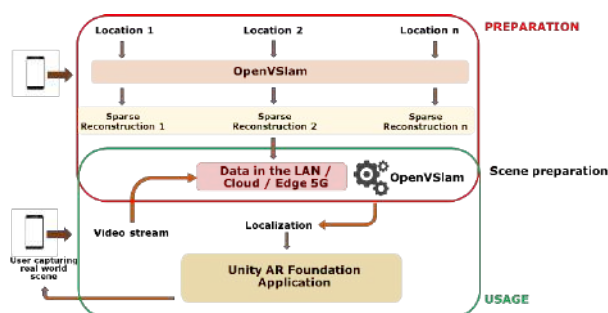 PREPARATION
Location 1
Location 2
Location n
OpenVSlam
Sparse
Reconstruction 1
Sparse
Reconstruction 2
Sparse
Reconstruction n
Data in the LAN /
Cloud / Edge 5G
OpenVSlam
Scene preparation
Video stream
Localization
User capturing
real world
scene
Unity AR Foundation
Application
USAGE